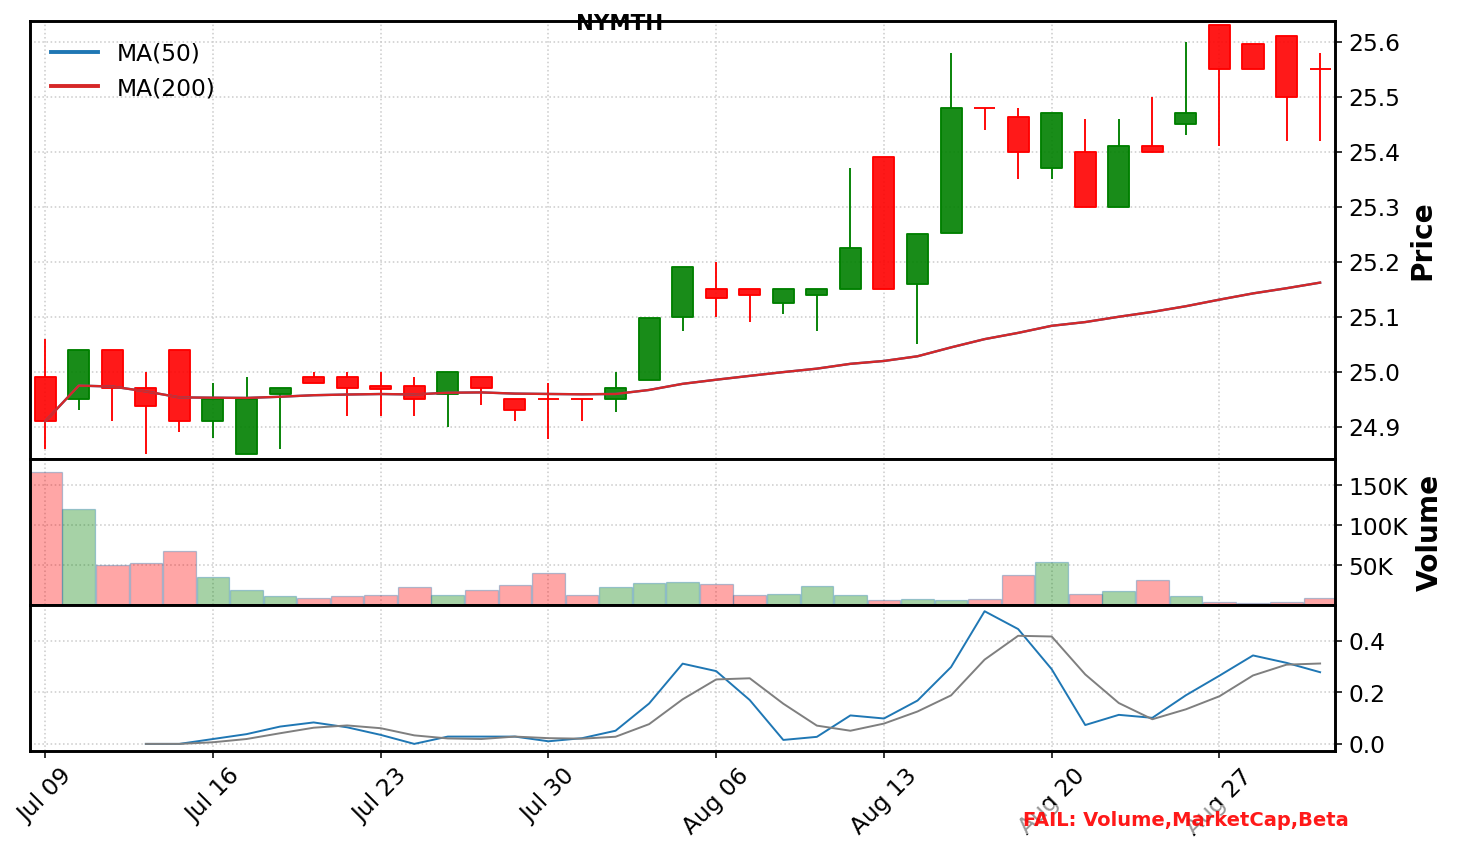 NYMTH
MA(50)
MA(200)
25.6
25.5
25.4
25.3
25.2
25.1
25.0
24.9
Price
150K
100K
50K
Volume
0.4
0.2
0.0
Jul 09
Jul 16
Jul 23
Jul 30
Aug 06
Aug 13
Aug 20
Aug 27
FAIL: Volume,MarketCap,Beta